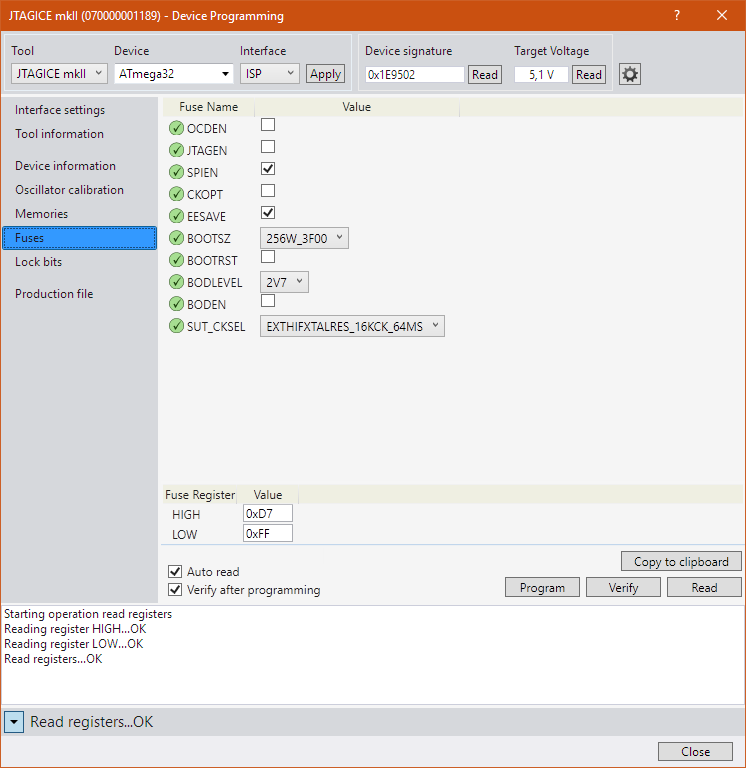 JTAGICE mkII (070000001189) - Device Programming
?
Tool
Device
Interface
Device signature
Target Voltage
JTAGICE mkII
ATmega32
ISP
Apply
0x1E9502
Read
5,1 V
Read
Interface settings
Tool information
Device information
Oscillator calibration
Memories
Fuses
Lock bits
Production file
Fuse Name
Value
OCDEN
JTAGEN
SPIEN
CKOPT
EESAVE
BOOTSZ
256W_3F00
BOOTRST
BODLEVEL
2V7
BODEN
SUT_CKSEL
EXTHIFXTALRES_16KCK_64MS
Fuse Register
Value
HIGH
0xD7
LOW
0xFF
Copy to clipboard
Auto read
Verify after programming
Program
Verify
Read
Starting operation read registers
Reading register HIGH...OK
Reading register LOW...OK
Read registers...OK
Read registers...OK
Close